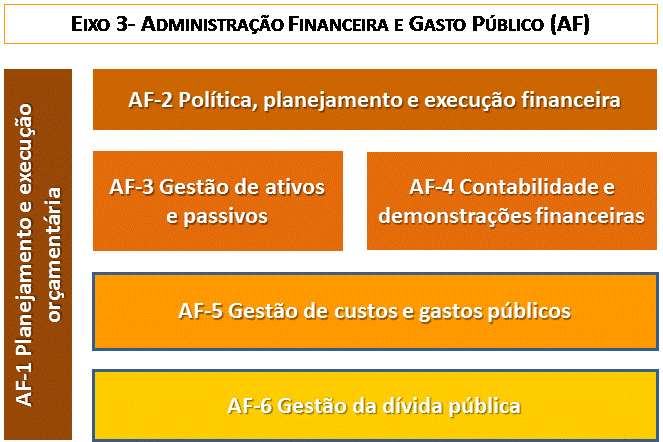 EIXO 3- ADMINISTRAÇÃO FINANCEIRA E GASTO PÚBLICO (AF)
AF-1 Planejamento e execução
orçamentária
AF-2 Política, planejamento e execução financeira
AF-3 Gestão de ativos
e passivos
AF-4 Contabilidade e
demonstrações financeiras
AF-5 Gestão de custos e gastos públicos
AF-6 Gestão da dívida pública